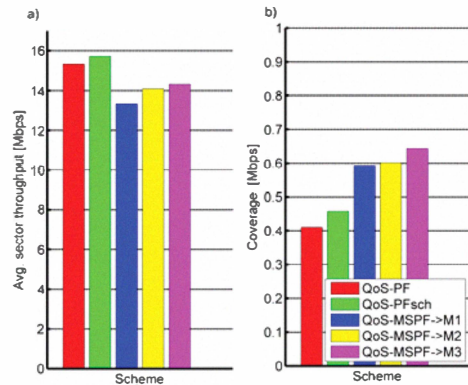 a)
Avg sector throughput [Mbps]
16
14
12
10
8
6
4
2
0
Scheme
b)
Coverage [Mbps]
1
0.9
0.8
0.7
0.6
0.5
0.4
0.3
0.2
0.1
0
QoS-PF
QoS-PFsch
QoS-MSPF->M1
QoS-MSPF->M2
QoS-MSPF->M3
Scheme